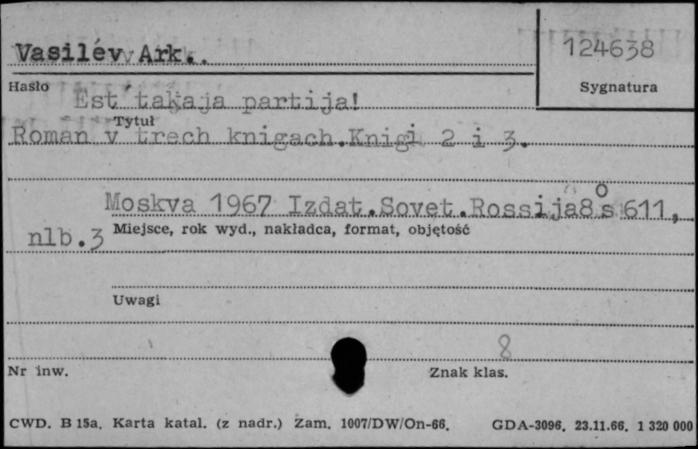 Vasilév Ark.
124638
Hasło
Sygnatura
Est' takaja partija!
Tytuł
Roman v trech knigach.Knigi 2 i 3.
Moskva 1967 Izdat.Sovet.Rossija8° s 611,
nlb.3
Miejsce, rok wyd., nakładca, format, objętość
Uwagi
8
Nr inw.
Znak klas.
CWD. B 15a. Karta katal. (z nadr.) Zam. 1007/DW/On-66. GDA-3096. 23.11.66. 1 320 000